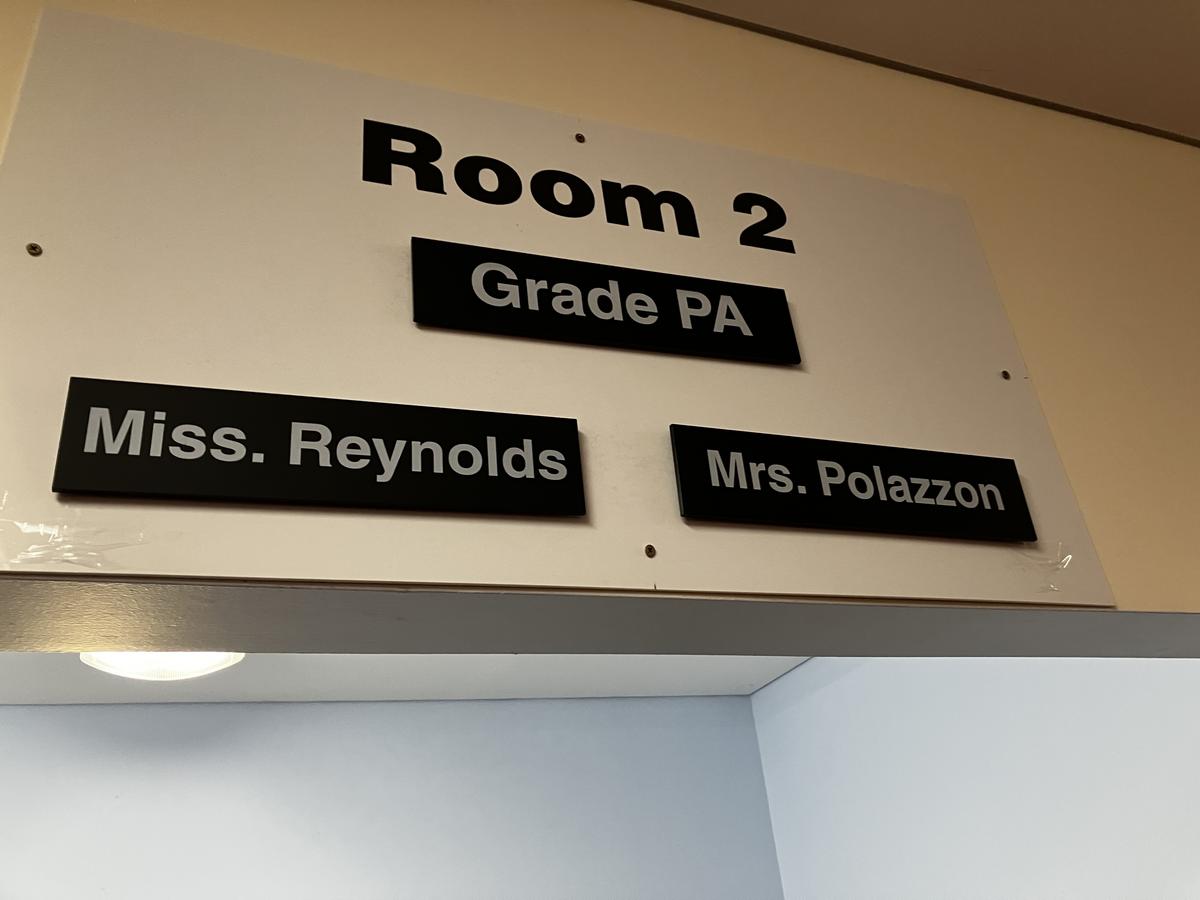 Room 2
Grade PA
Miss. Reynolds
Mrs. Polazzon